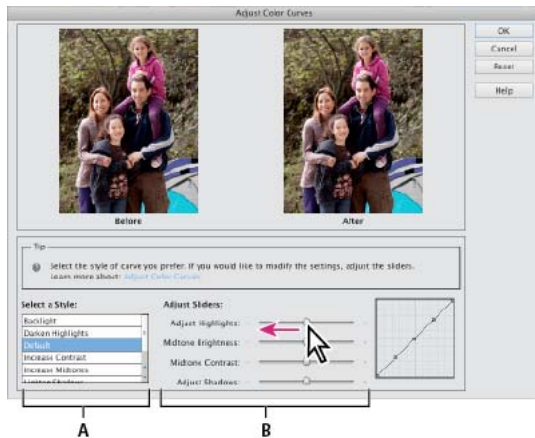 Adjust Color Curves
OK
Cancel
Reset
Help
Before
After
Tip
Select the style of curve you prefer. If you would like to modify the settings, adjust the sliders.
Learn more about: Adjust Color Curves
Select a Style:
Backlight
Darken Highlights
Default
Increase Contrast
Increase Midtones
Lighten Shadows
Adjust Sliders:
Adjust Highlights:
Midtone Brightness:
Midtone Contrast:
Adjust Shadows:
A
B